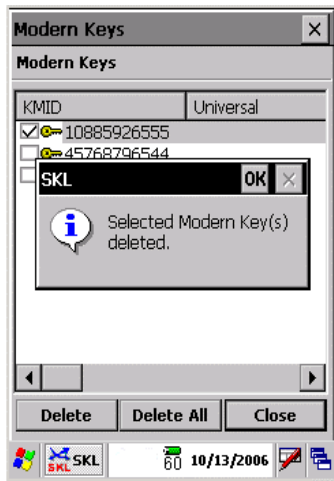 Modern Keys
Modern Keys
KMID Universal
10885926555
45768796544
SKL OK
Selected Modern Key(s)
deleted.
Delete Delete All Close
SKL SKL 60 10/13/2006